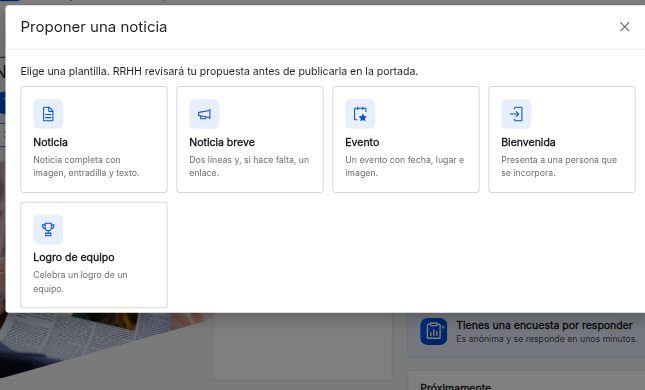 Proponer una noticia
Elige una plantilla. RRHH revisará tu propuesta antes de publicarla en la portada.
Noticia
Noticia completa con
imagen, entradilla y texto.
Noticia breve
Dos líneas y, si hace falta, un
enlace.
Evento
Un evento con fecha, lugar e
imagen.
Bienvenida
Presenta a una persona que
se incorpora.
Logro de equipo
Celebra un logro de un
equipo.
Tienes una encuesta por responder
Es anónima y se responde en unos minutos.
Próximamente